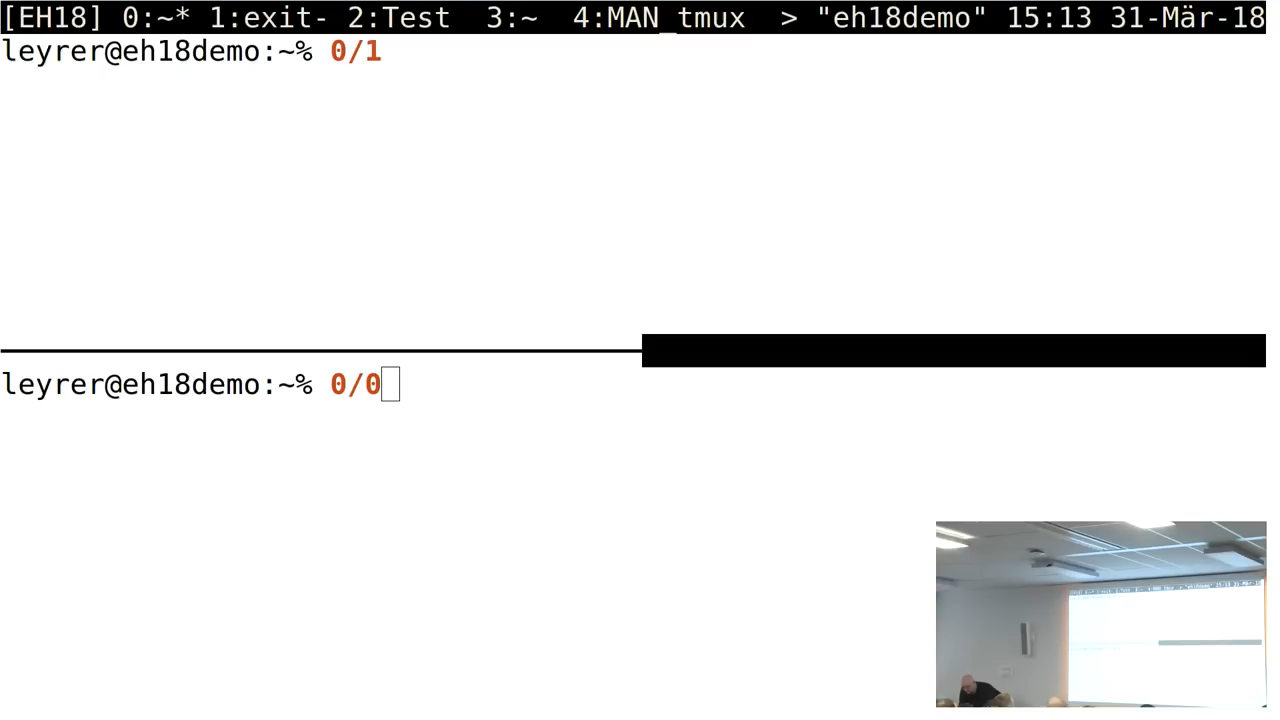 [EH18] 0:~* 1:exit- 2:Test  3:~  4:MAN_tmux  > "eh18demo" 15:13 31-Mär-18
leyrer@eh18demo:~% 0/1
leyrer@eh18demo:~% 0/0